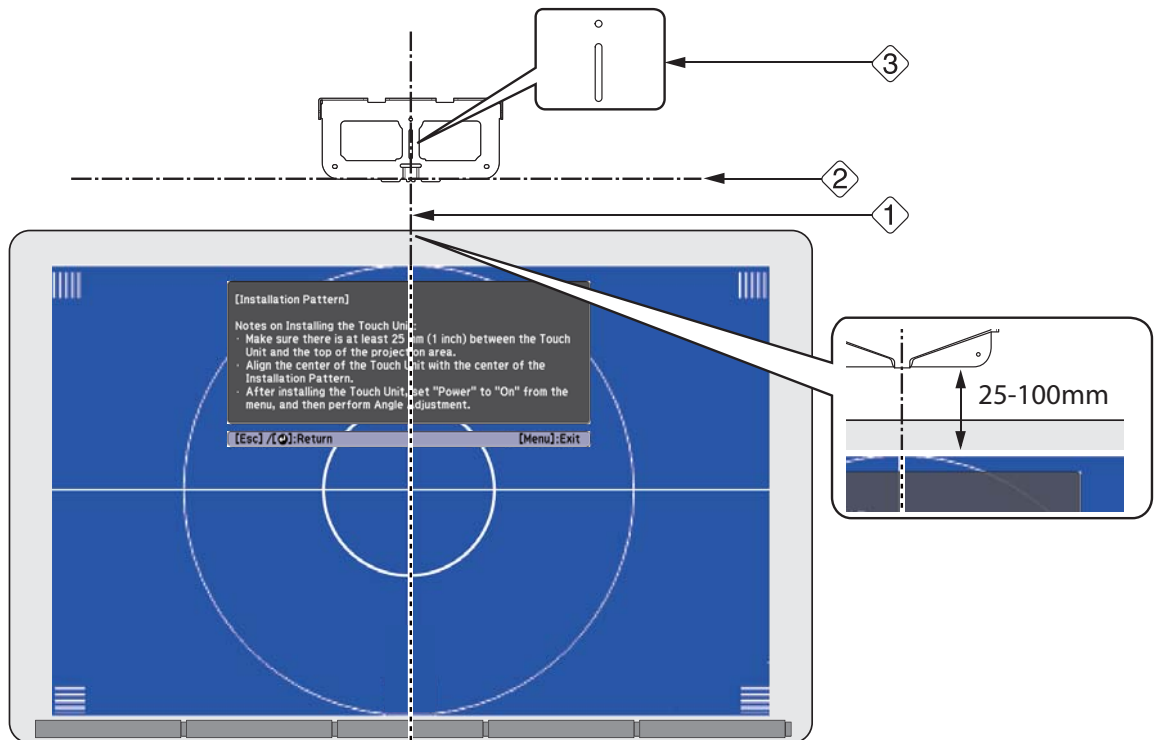 3
2
1
[Installation Pattern]
Notes on Installing the Touch Unit:
· Make sure there is at least 25 mm (1 inch) between the Touch
Unit and the top of the projection area.
· Align the center of the Touch Unit with the center of the
Installation Pattern.
· After installing the Touch Unit, set "Power" to "On" from the
menu, and then perform Angle Adjustment.
[Esc] /[⏎]:Return [Menu]:Exit
25-100mm